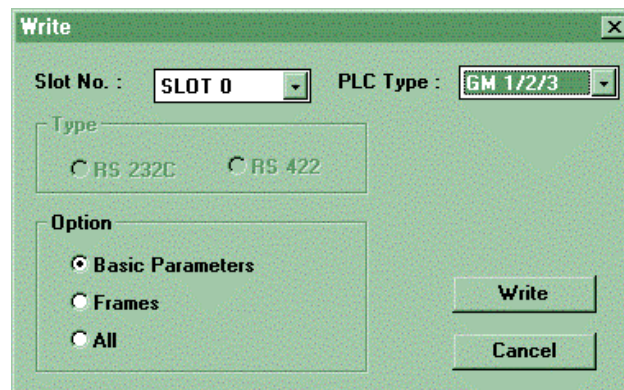 Write
Slot No. : SLOT 0 PLC Type : GM 1/2/3
Type
RS 232C RS 422
Option
Basic Parameters
Frames
All
Write
Cancel